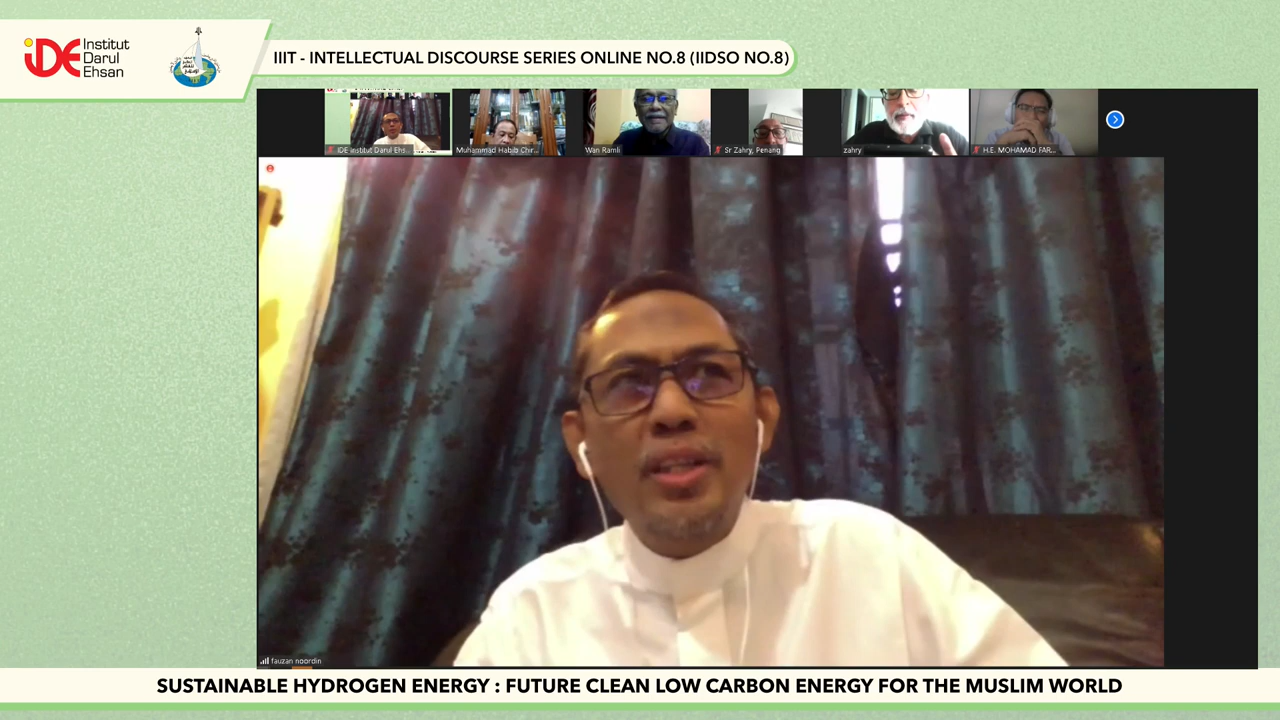 iDE Institut
Darul
Ehsan
IIIT - INTELLECTUAL DISCOURSE SERIES ONLINE NO.8 (IIDSO NO.8)
IDE Institut Darul Ehs...
Muhammad Habib Chir...
Wan Ramli
Sr Zahry, Penang
zahry
H.E. MOHAMAD FAR...
fauzan noordin
SUSTAINABLE HYDROGEN ENERGY : FUTURE CLEAN LOW CARBON ENERGY FOR THE MUSLIM WORLD